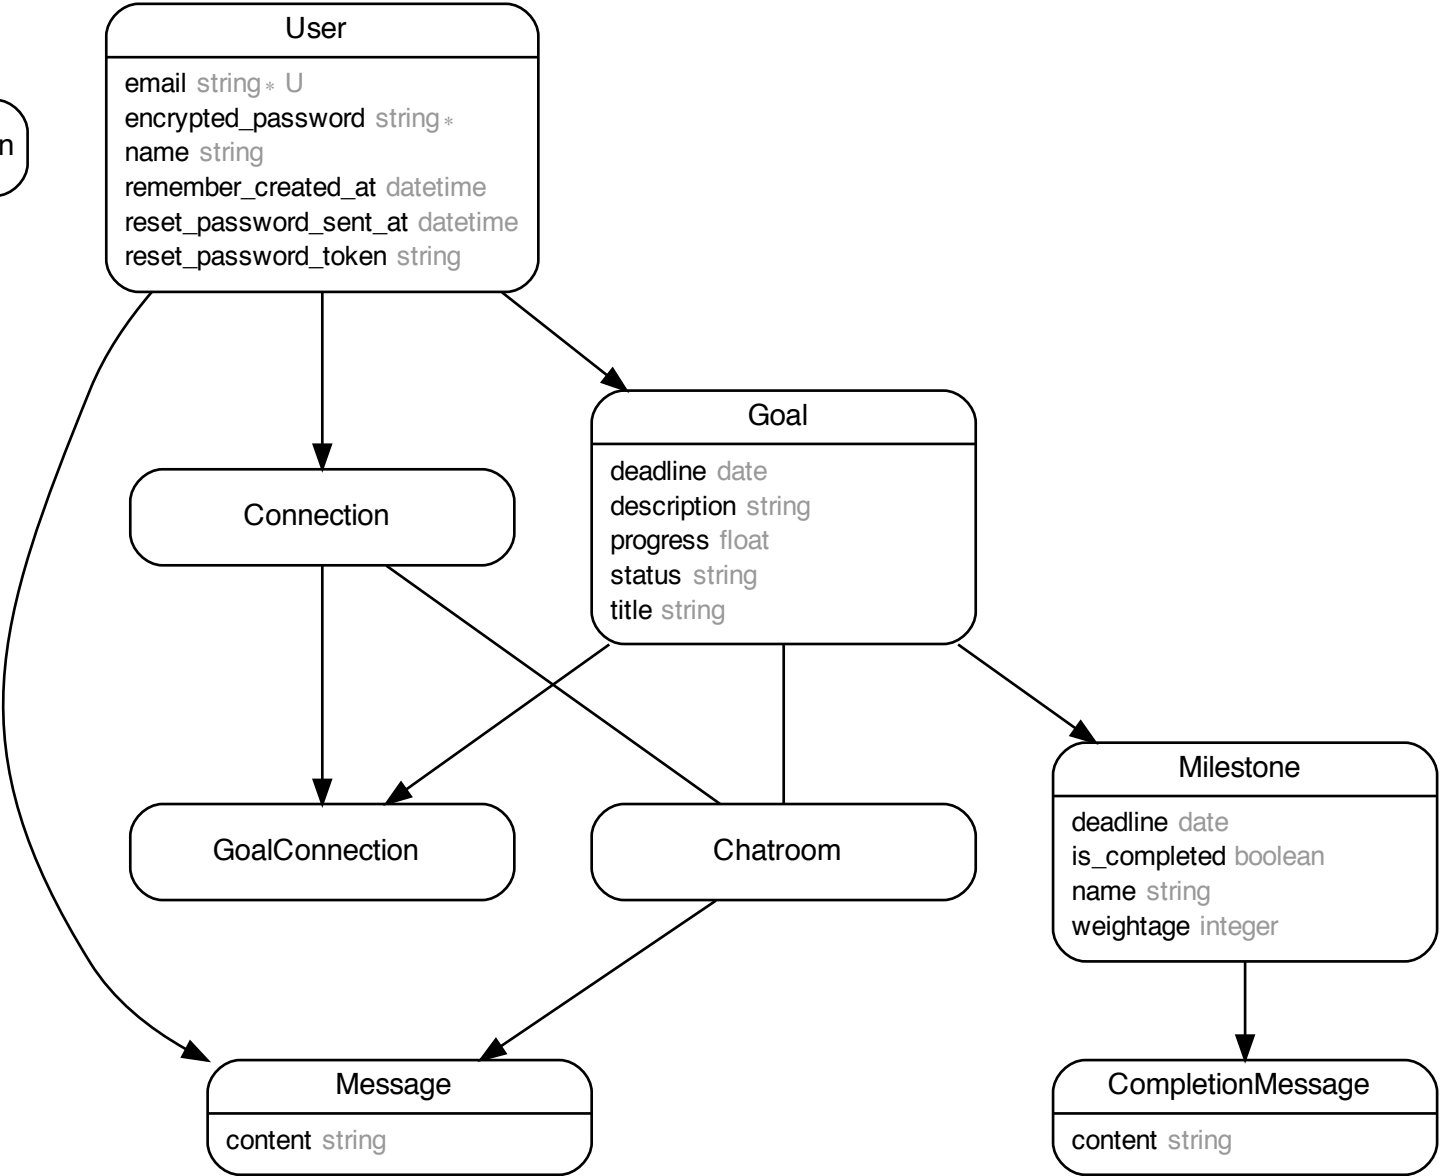 User
email string* U
encrypted_password string*
name string
remember_created_at datetime
reset_password_sent_at datetime
reset_password_token string
n
Goal
deadline date
description string
progress float
status string
title string
Connection
Milestone
deadline date
is_completed boolean
name string
weightage integer
GoalConnection
Chatroom
Message
content string
CompletionMessage
content string